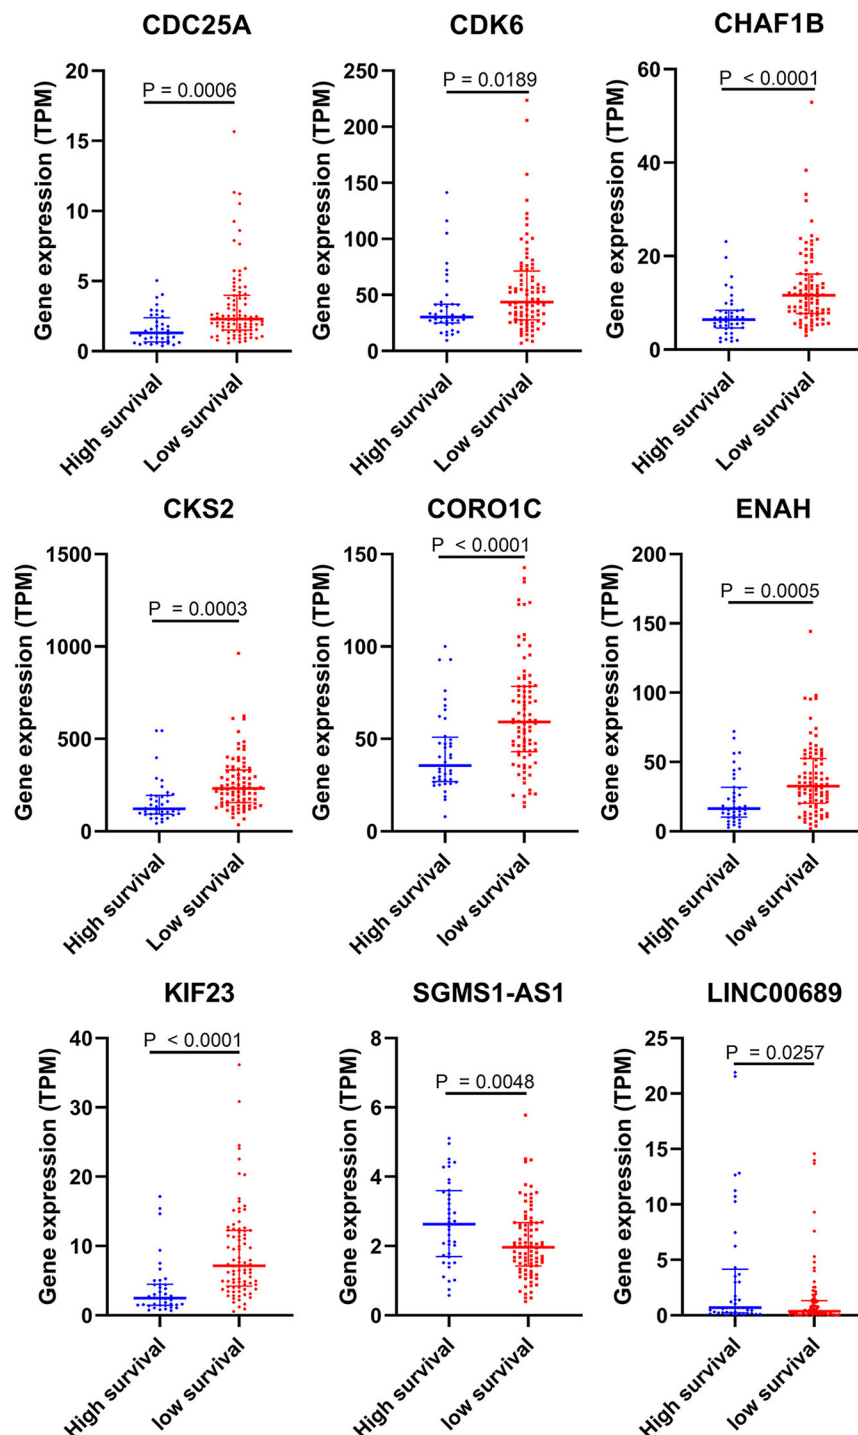 CDC25A CDK6 CHAF1B
P = 0.0006 P = 0.0189 P < 0.0001
Gene expression (TPM) Gene expression (TPM) Gene expression (TPM)
20 250 60
15 200 40
10 150 20
5 100 0
0 50
0
High survival Low survival High survival Low survival High survival Low survival
CKS2 CORO1C ENAH
P = 0.0003 P < 0.0001 P = 0.0005
Gene expression (TPM) Gene expression (TPM) Gene expression (TPM)
1500 150 200
1000 100 150
500 50 100
0 0 50
0
High survival Low survival High survival low survival High survival low survival
KIF23 SGMS1-AS1 LINC00689
P < 0.0001 P = 0.0048 P = 0.0257
Gene expression (TPM) Gene expression (TPM) Gene expression (TPM)
40 8 25
30 6 20
20 4 15
10 2 10
0 0 5
0
High survival low survival High survival low survival High survival low survival